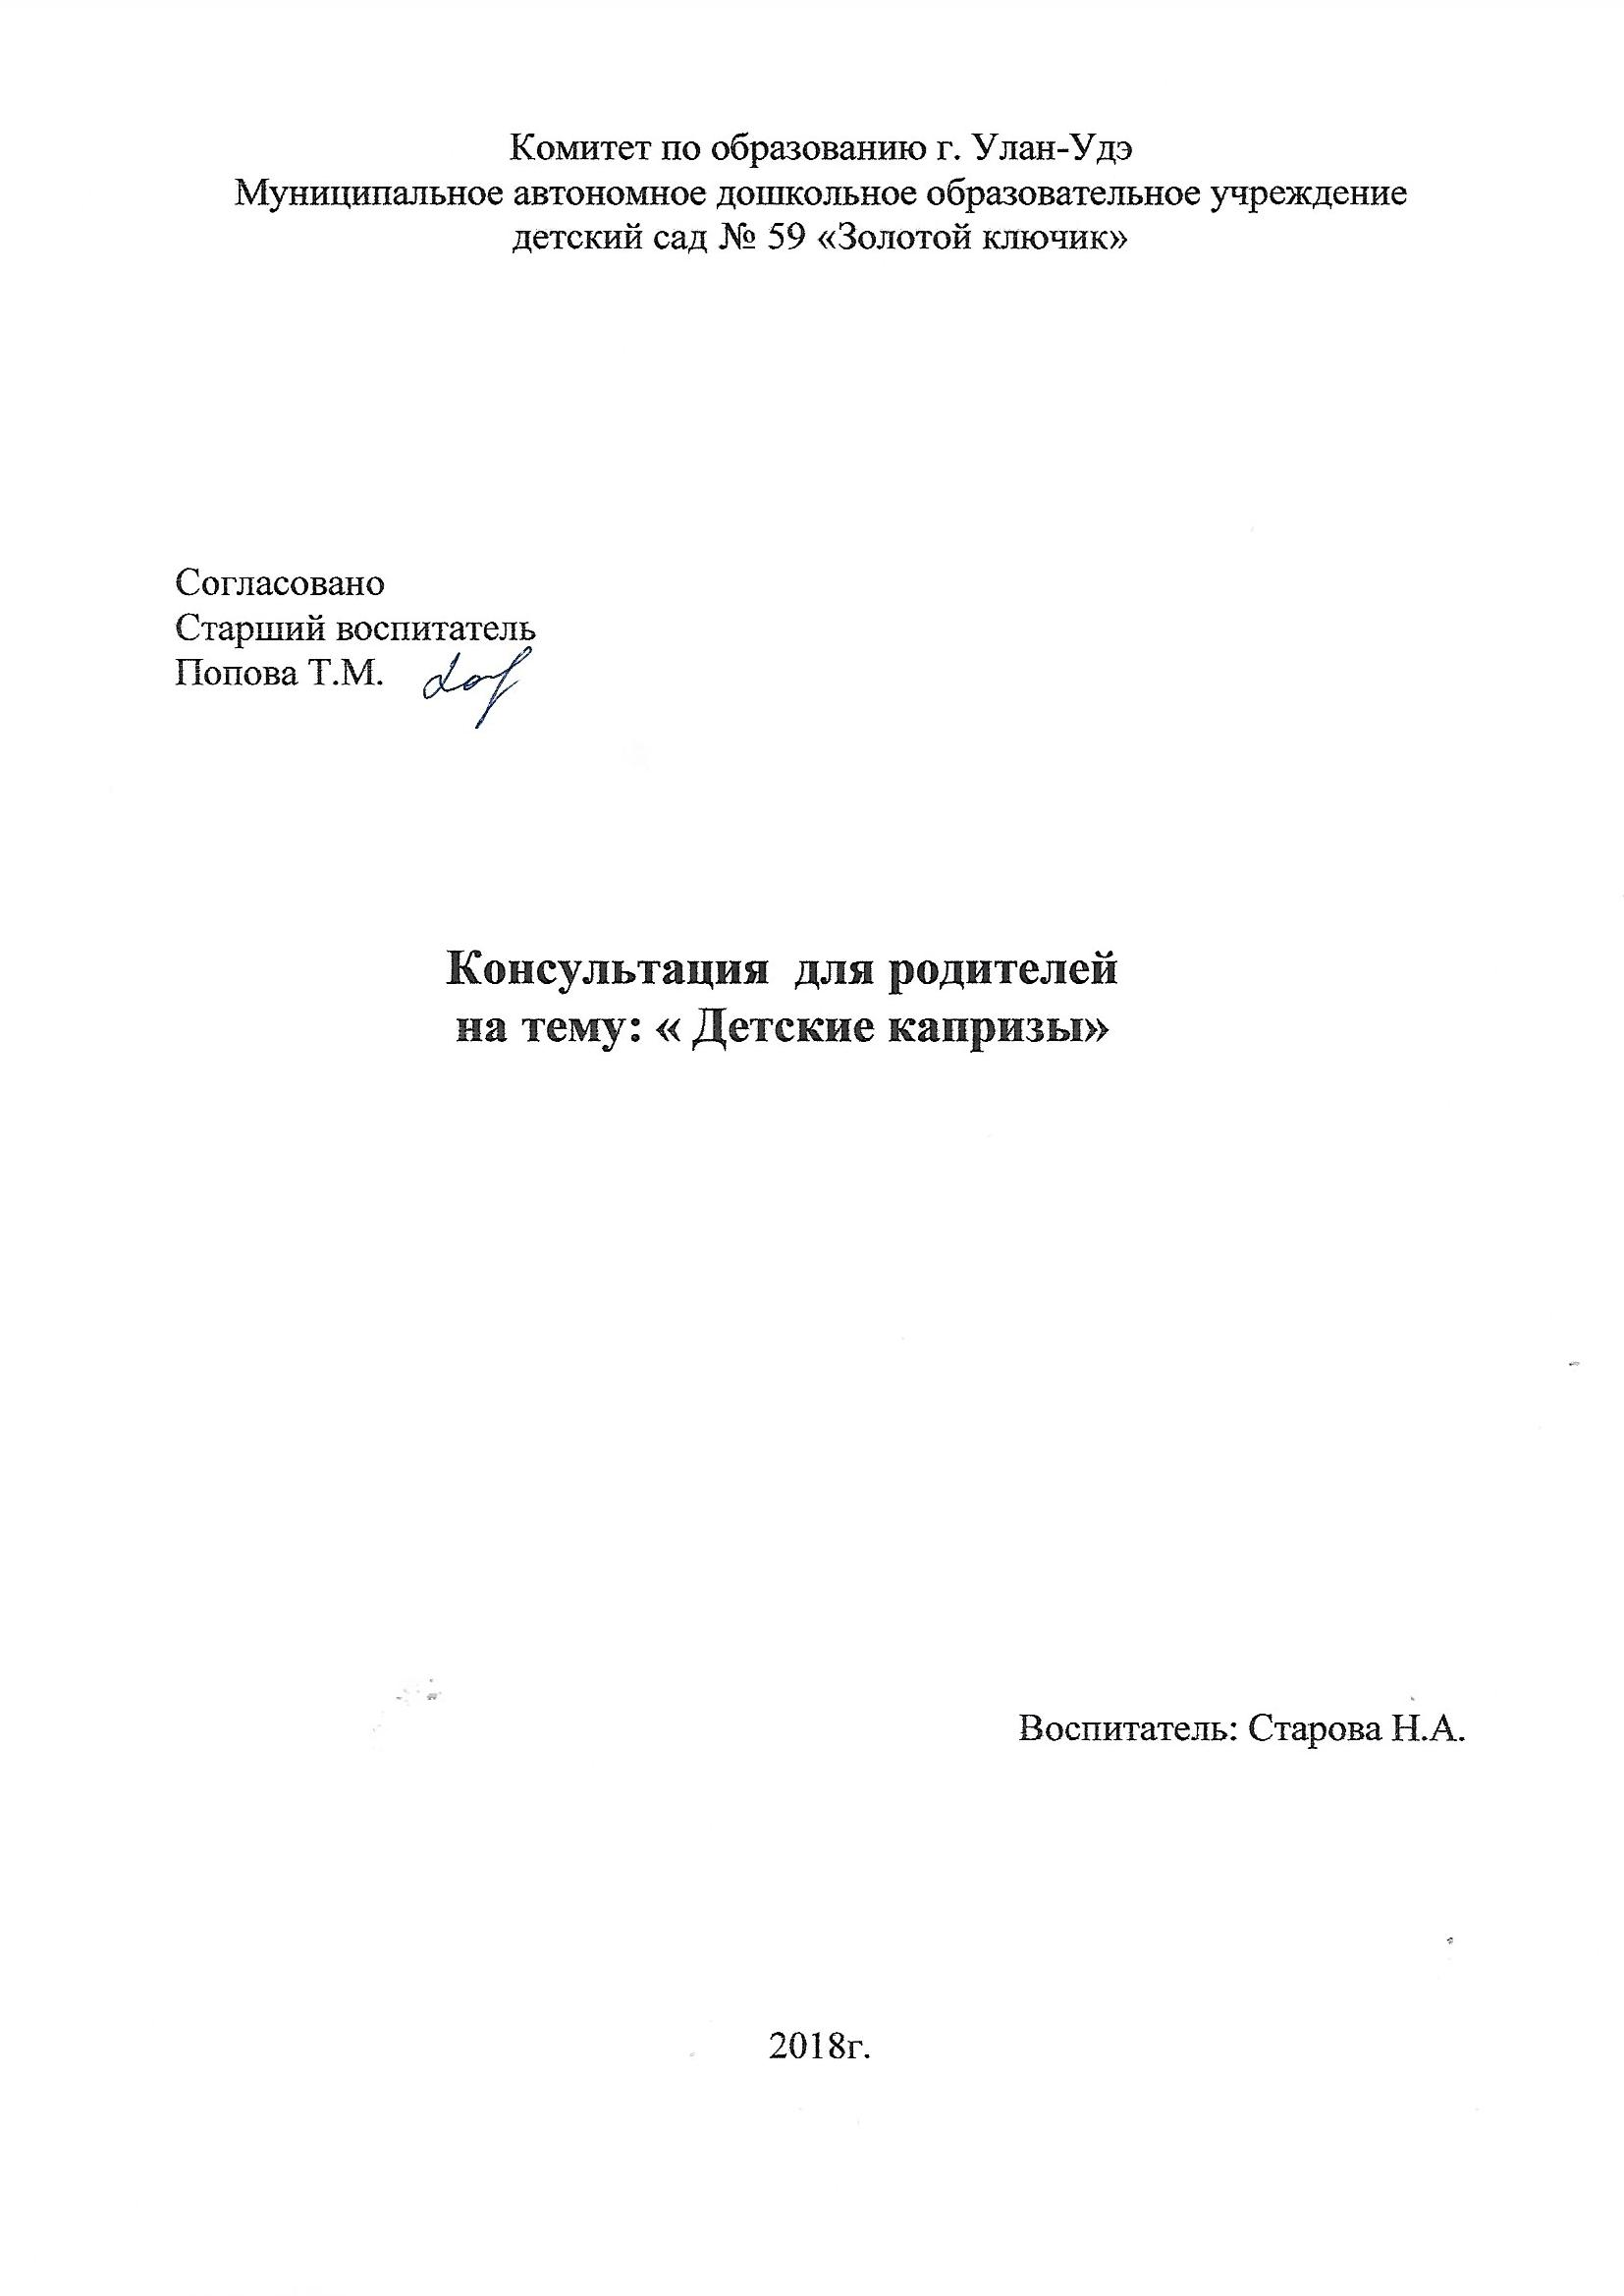 Комитет по образованию г. Улан-Удэ
Муниципальное автономное дошкольное образовательное учреждение
детский сад № 59 «Золотой ключик»
Согласовано
Старший воспитатель
Попова Т.М.
Консультация  для родителей
на тему: « Детские капризы»
Воспитатель: Старова Н.А.
2018г.